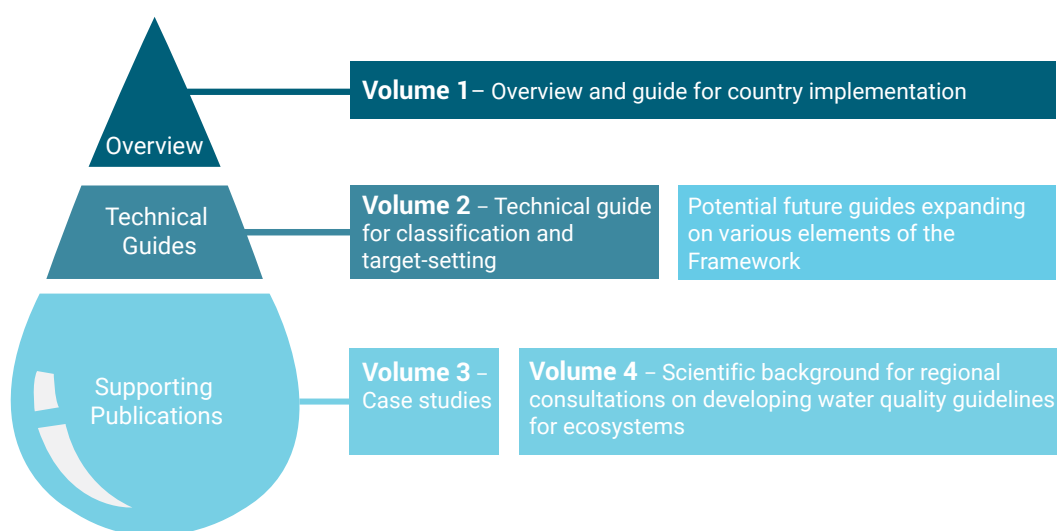 Overview
Volume 1– Overview and guide for country implementation
Technical
Guides
Volume 2 – Technical guide
for classification and
target-setting
Potential future guides expanding
on various elements of the
Framework
Supporting
Publications
Volume 3 –
Case studies
Volume 4 – Scientific background for regional
consultations on developing water quality guidelines
for ecosystems